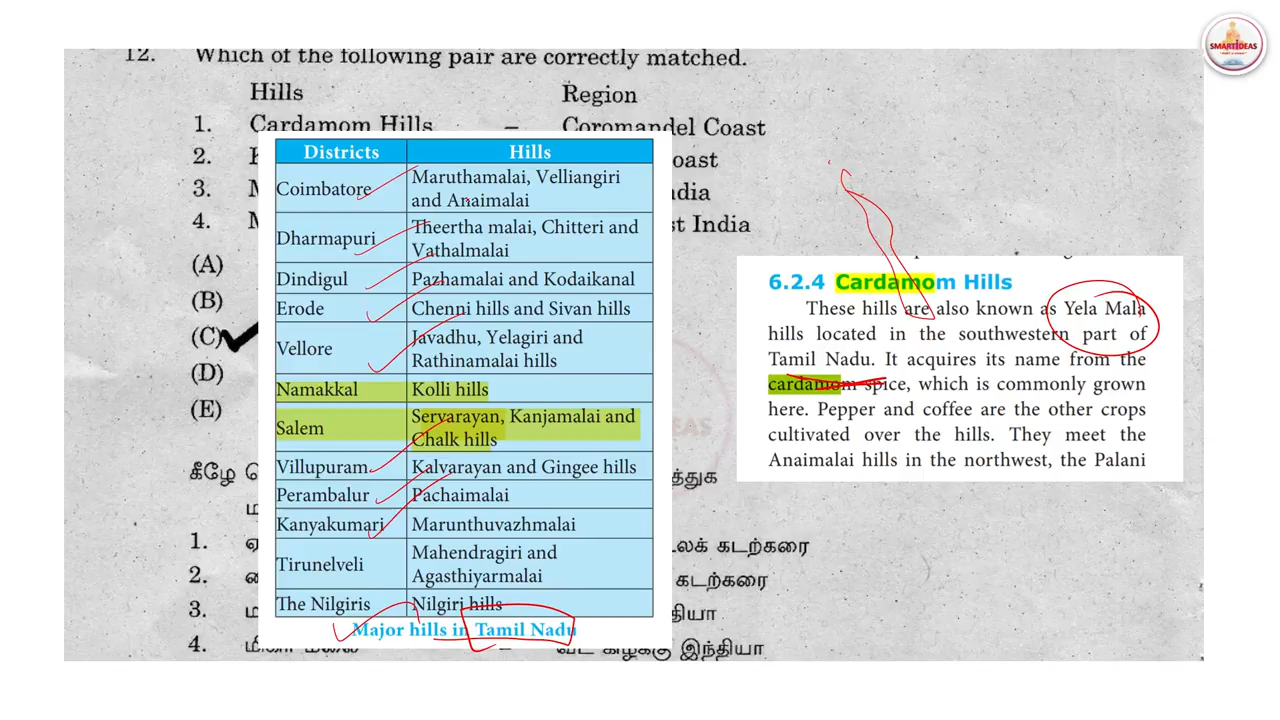 SMARTIDEAS
12. Which of the following pair are correctly matched.
Hills Region
1. Cardamom Hills – Coromandel Coast
2. K oast
3. M dia
4. M st India
(A)
(B)
(C)
(D)
(E)
கீழே த்துக
1.
2. கடற்கரை
3. தியா
4. இந்தியா
Districts Hills
Coimbatore Maruthamalai, Velliangiri
and Anaimalai
Dharmapuri Theertha malai, Chitteri and
Vathalmalai
Dindigul Pazhamalai and Kodaikanal
Erode Chenni hills and Sivan hills
Vellore Javadhu, Yelagiri and
Rathinamalai hills
Namakkal Kolli hills
Salem Servarayan, Kanjamalai and
Chalk hills
Villupuram Kalvarayan and Gingee hills
Perambalur Pachaimalai
Kanyakumari Marunthuvazhmalai
Tirunelveli Mahendragiri and
Agasthiyarmalai
The Nilgiris Nilgiri hills
Major hills in Tamil Nadu
6.2.4 Cardamom Hills
These hills are also known as Yela Mala
hills located in the southwestern part of
Tamil Nadu. It acquires its name from the
cardamom spice, which is commonly grown
here. Pepper and coffee are the other crops
cultivated over the hills. They meet the
Anaimalai hills in the northwest, the Palani